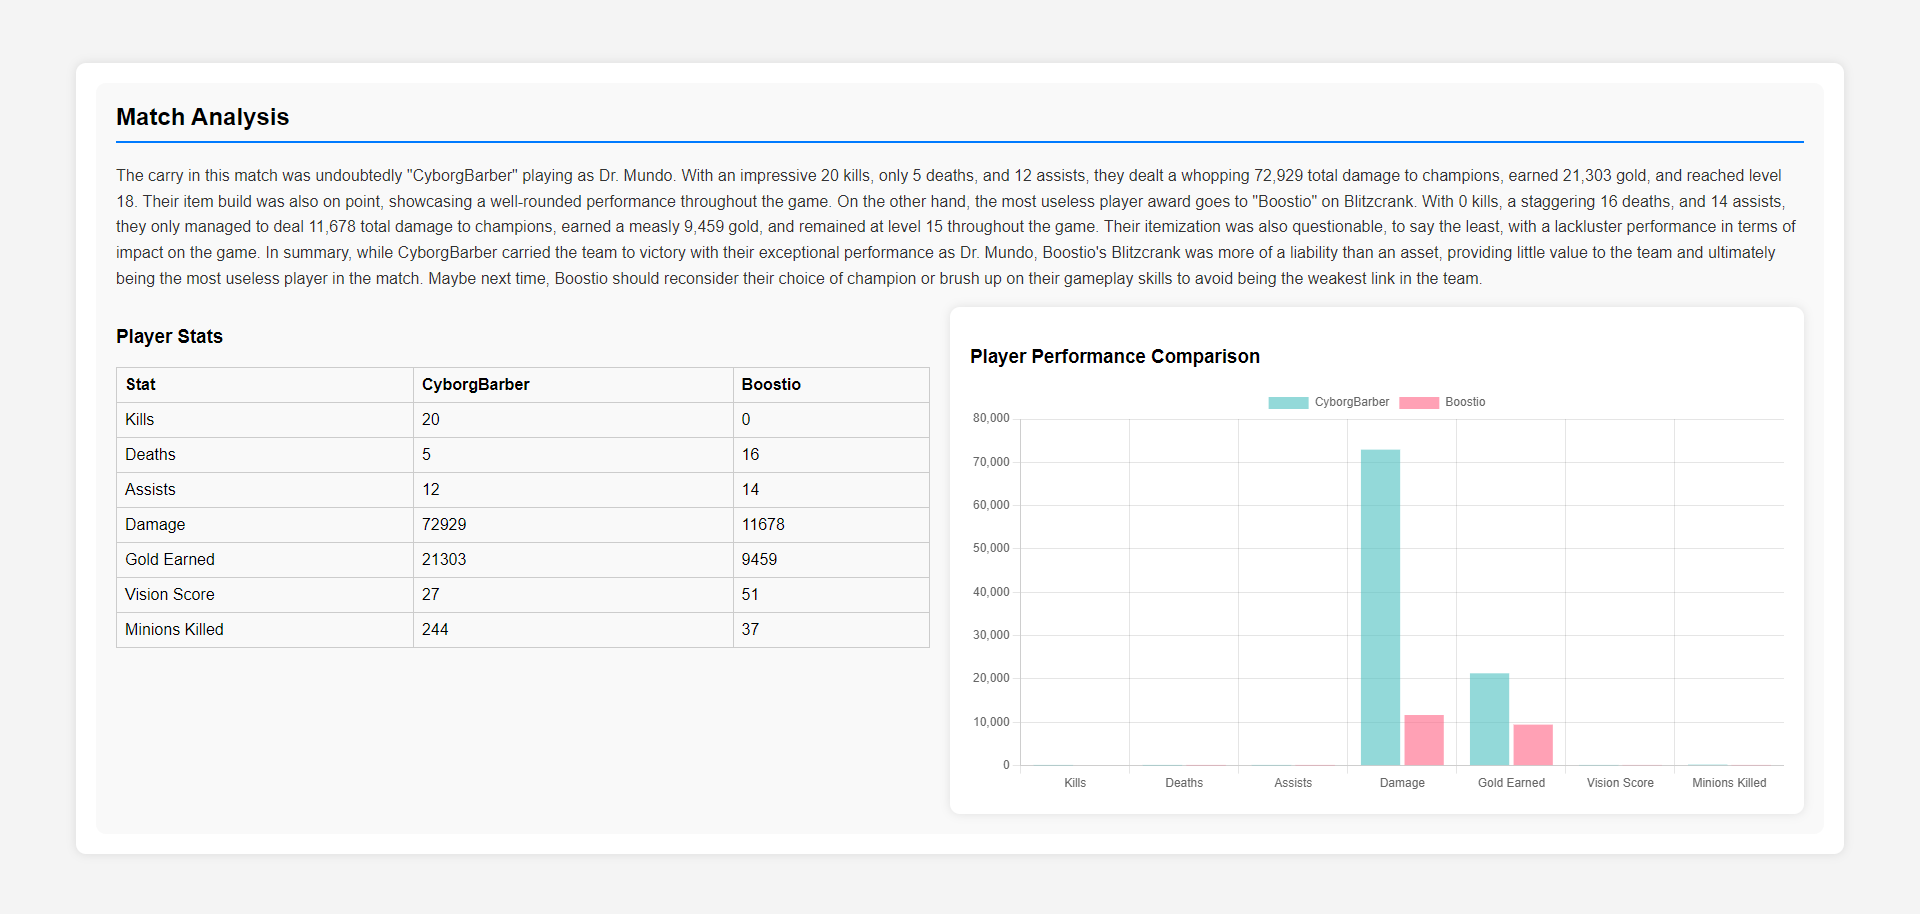 Match Analysis
The carry in this match was undoubtedly "CyborgBarber" playing as Dr. Mundo. With an impressive 20 kills, only 5 deaths, and 12 assists, they dealt a whopping 72,929 total damage to champions, earned 21,303 gold, and reached level
18. Their item build was also on point, showcasing a well-rounded performance throughout the game. On the other hand, the most useless player award goes to "Boostio" on Blitzcrank. With 0 kills, a staggering 16 deaths, and 14 assists,
they only managed to deal 11,678 total damage to champions, earned a measly 9,459 gold, and remained at level 15 throughout the game. Their itemization was also questionable, to say the least, with a lackluster performance in terms of
impact on the game. In summary, while CyborgBarber carried the team to victory with their exceptional performance as Dr. Mundo, Boostio's Blitzcrank was more of a liability than an asset, providing little value to the team and ultimately
being the most useless player in the match. Maybe next time, Boostio should reconsider their choice of champion or brush up on their gameplay skills to avoid being the weakest link in the team.
Player Stats
Stat CyborgBarber Boostio
Kills 20 0
Deaths 5 16
Assists 12 14
Damage 72929 11678
Gold Earned 21303 9459
Vision Score 27 51
Minions Killed 244 37
Player Performance Comparison
CyborgBarber Boostio
80,000
70,000
60,000
50,000
40,000
30,000
20,000
10,000
0
Kills Deaths Assists Damage Gold Earned Vision Score Minions Killed